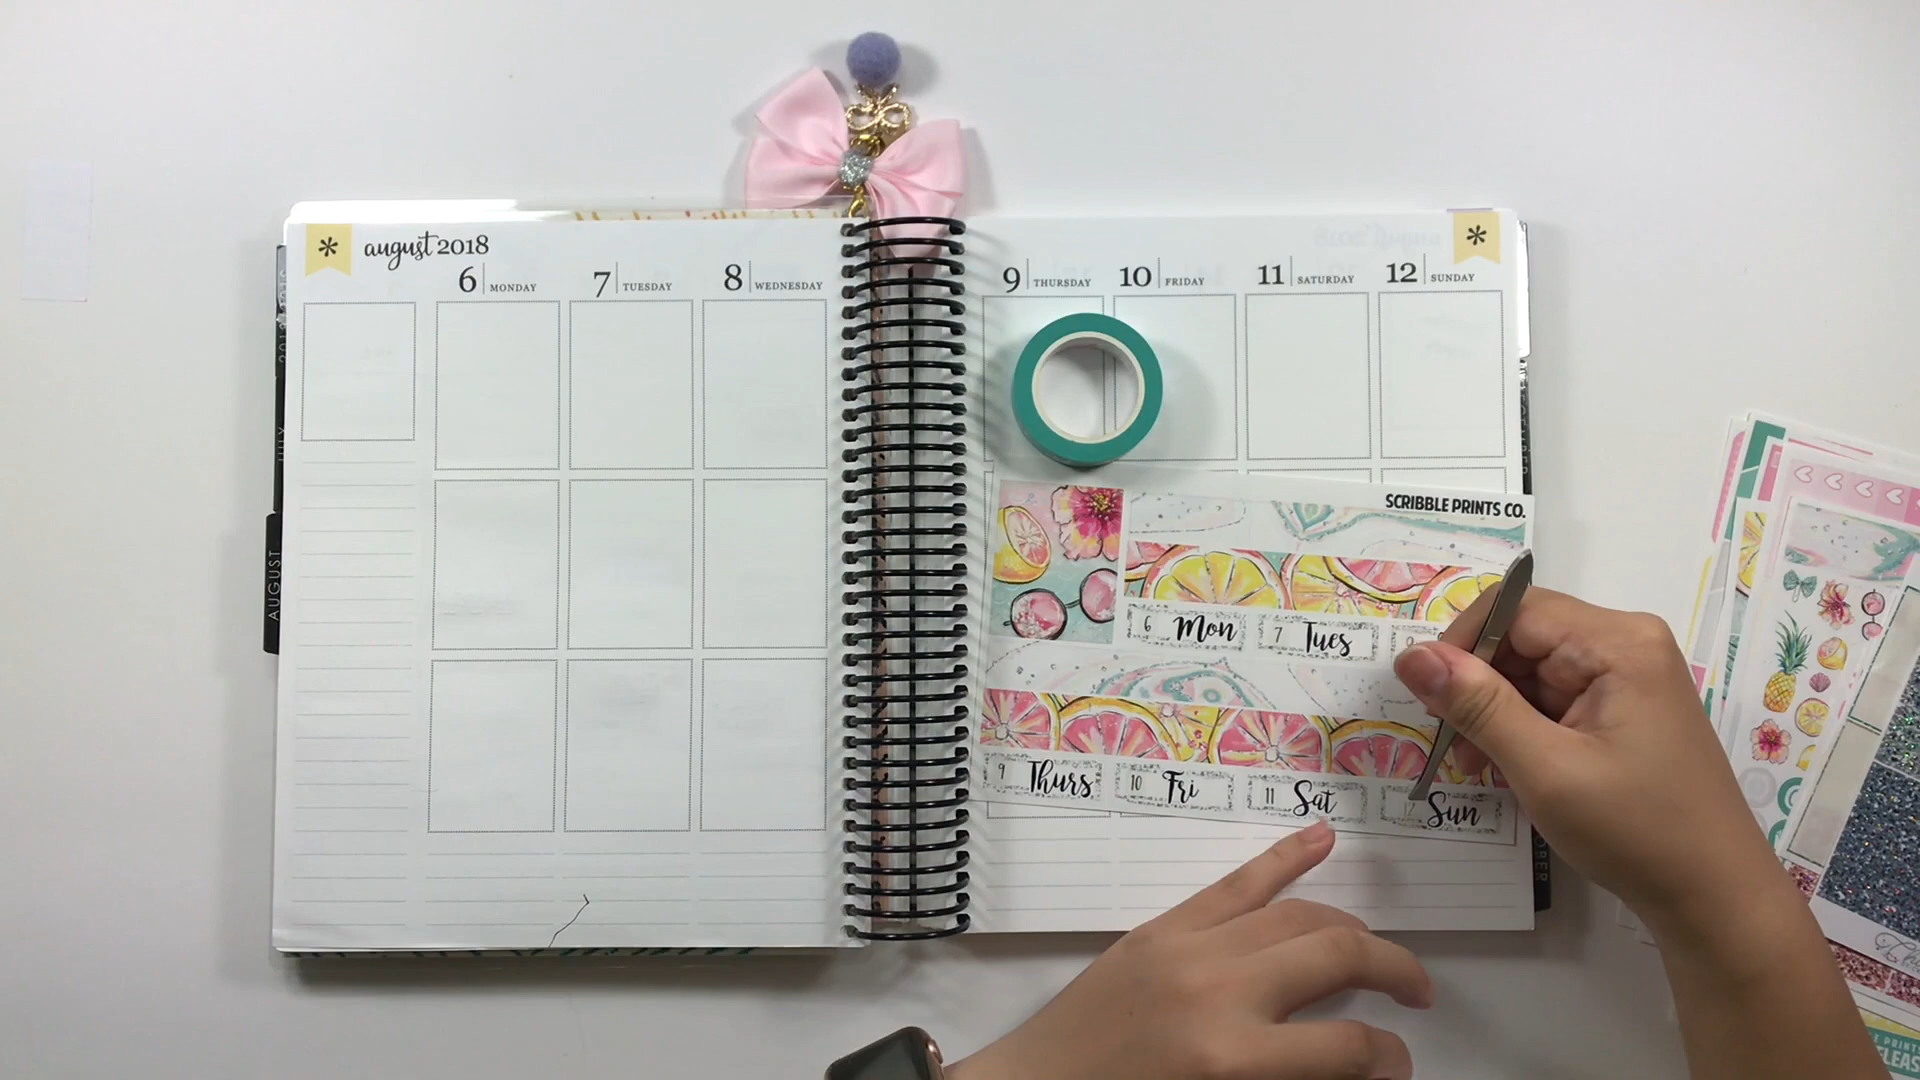 august 2018
6 MONDAY
7 TUESDAY
8 WEDNESDAY
9 THURSDAY
10 FRIDAY
11 SATURDAY
12 SUNDAY
SCRIBBLE PRINTS CO.
6 Mon
7 Tues
9 Thurs
10 Fri
11 Sat
12 Sun
AUGUST